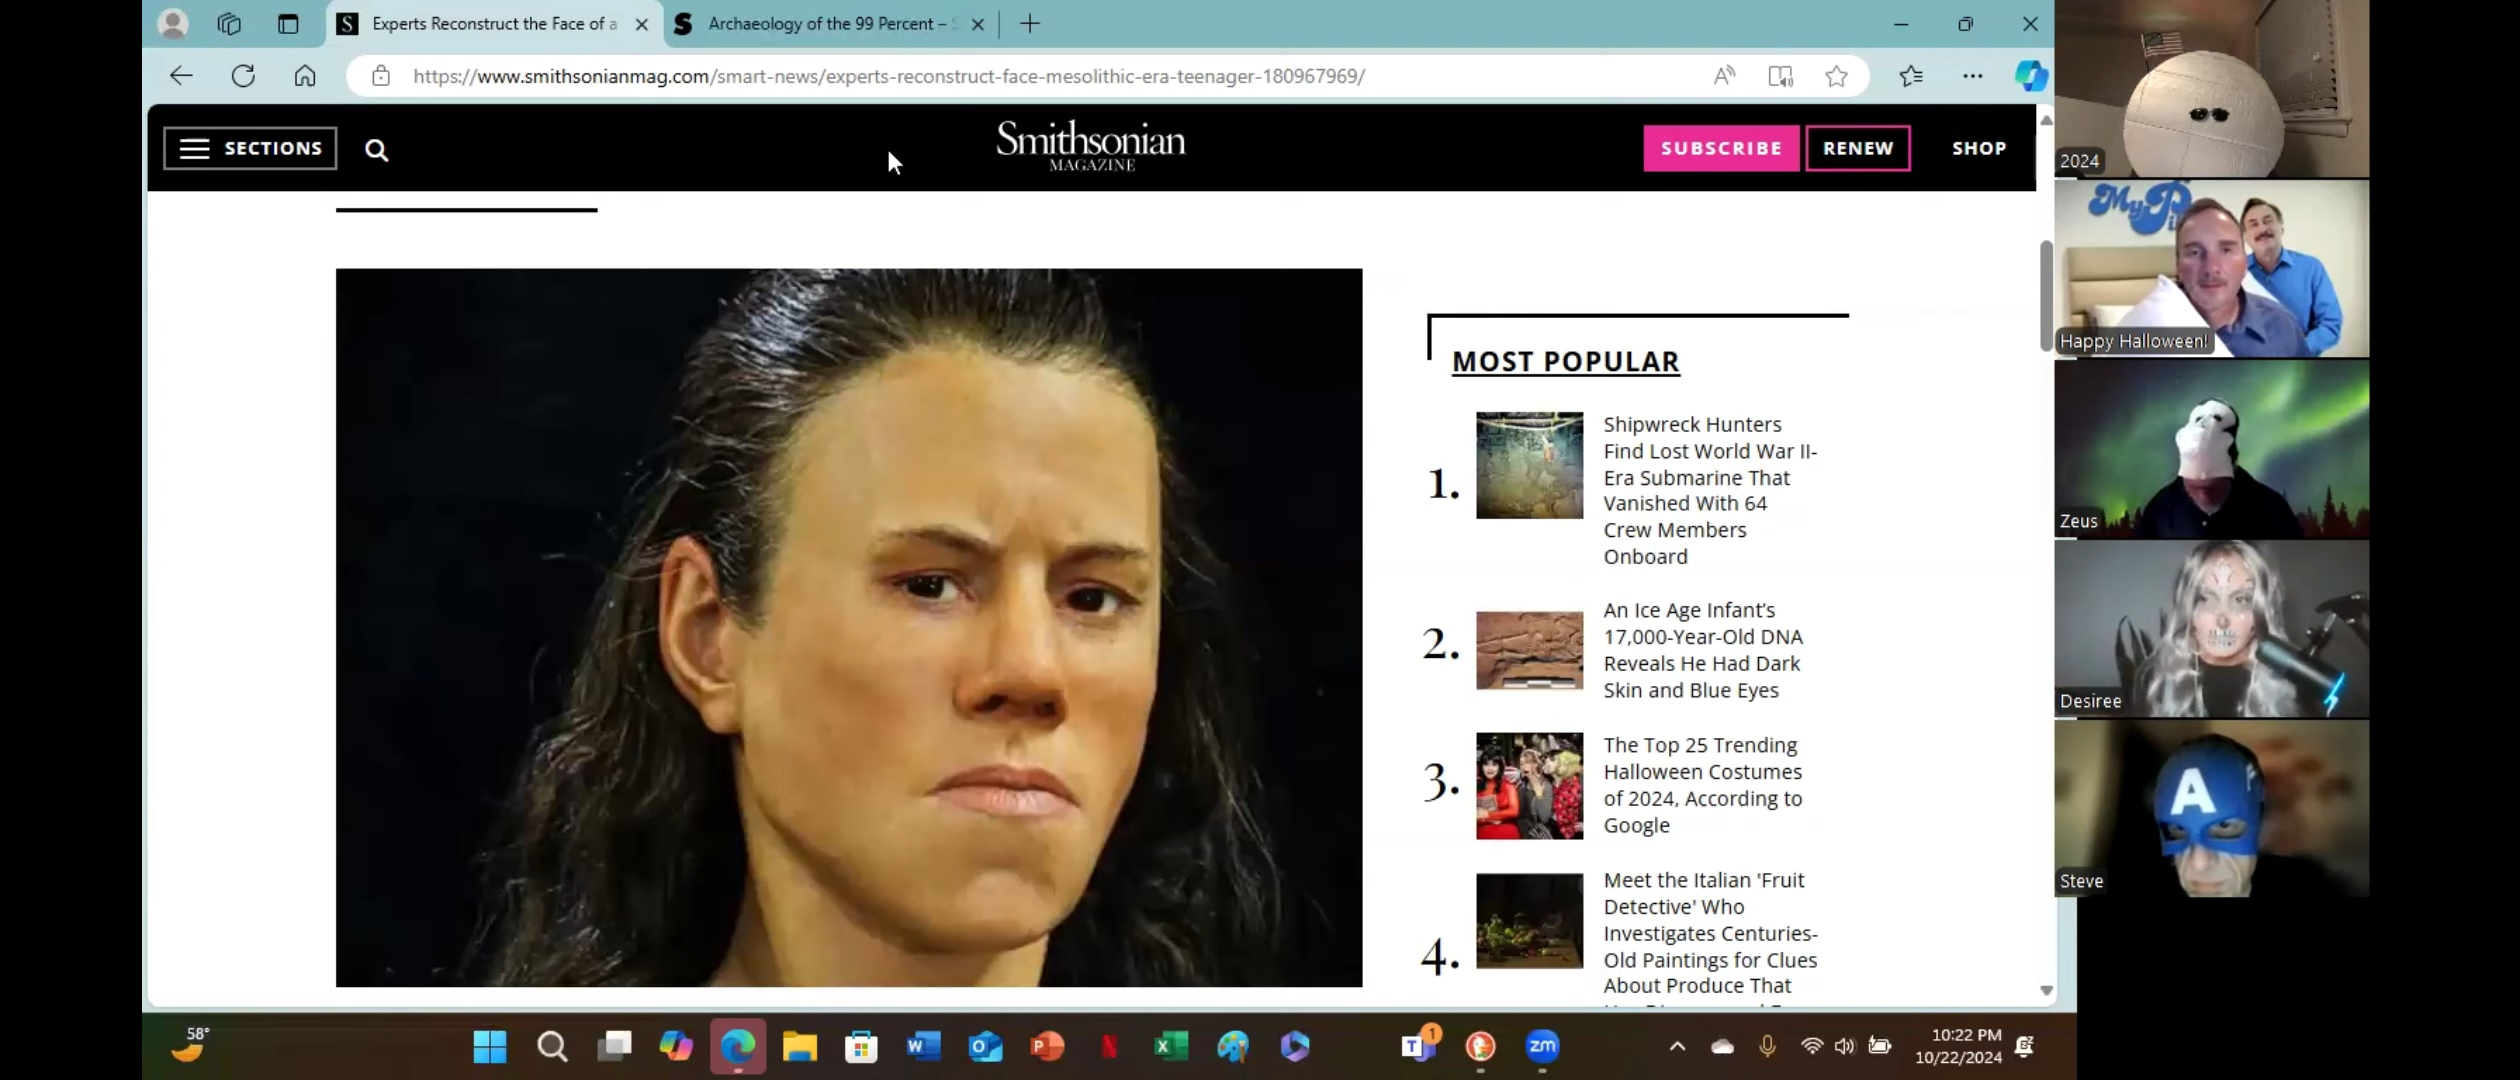 Experts Reconstruct the Face of a
Archaeology of the 99 Percent –
https://www.smithsonianmag.com/smart-news/experts-reconstruct-face-mesolithic-era-teenager-180967969/
SECTIONS
Smithsonian
MAGAZINE
SUBSCRIBE
RENEW
SHOP
MOST POPULAR
1.
Shipwreck Hunters
Find Lost World War II-
Era Submarine That
Vanished With 64
Crew Members
Onboard
2.
An Ice Age Infant’s
17,000-Year-Old DNA
Reveals He Had Dark
Skin and Blue Eyes
3.
The Top 25 Trending
Halloween Costumes
of 2024, According to
Google
4.
Meet the Italian 'Fruit
Detective' Who
Investigates Centuries-
Old Paintings for Clues
About Produce That
2024
MyPi
Happy Halloween!
Zeus
Desiree
A
Steve
58°
1
zm
10:22 PM
10/22/2024